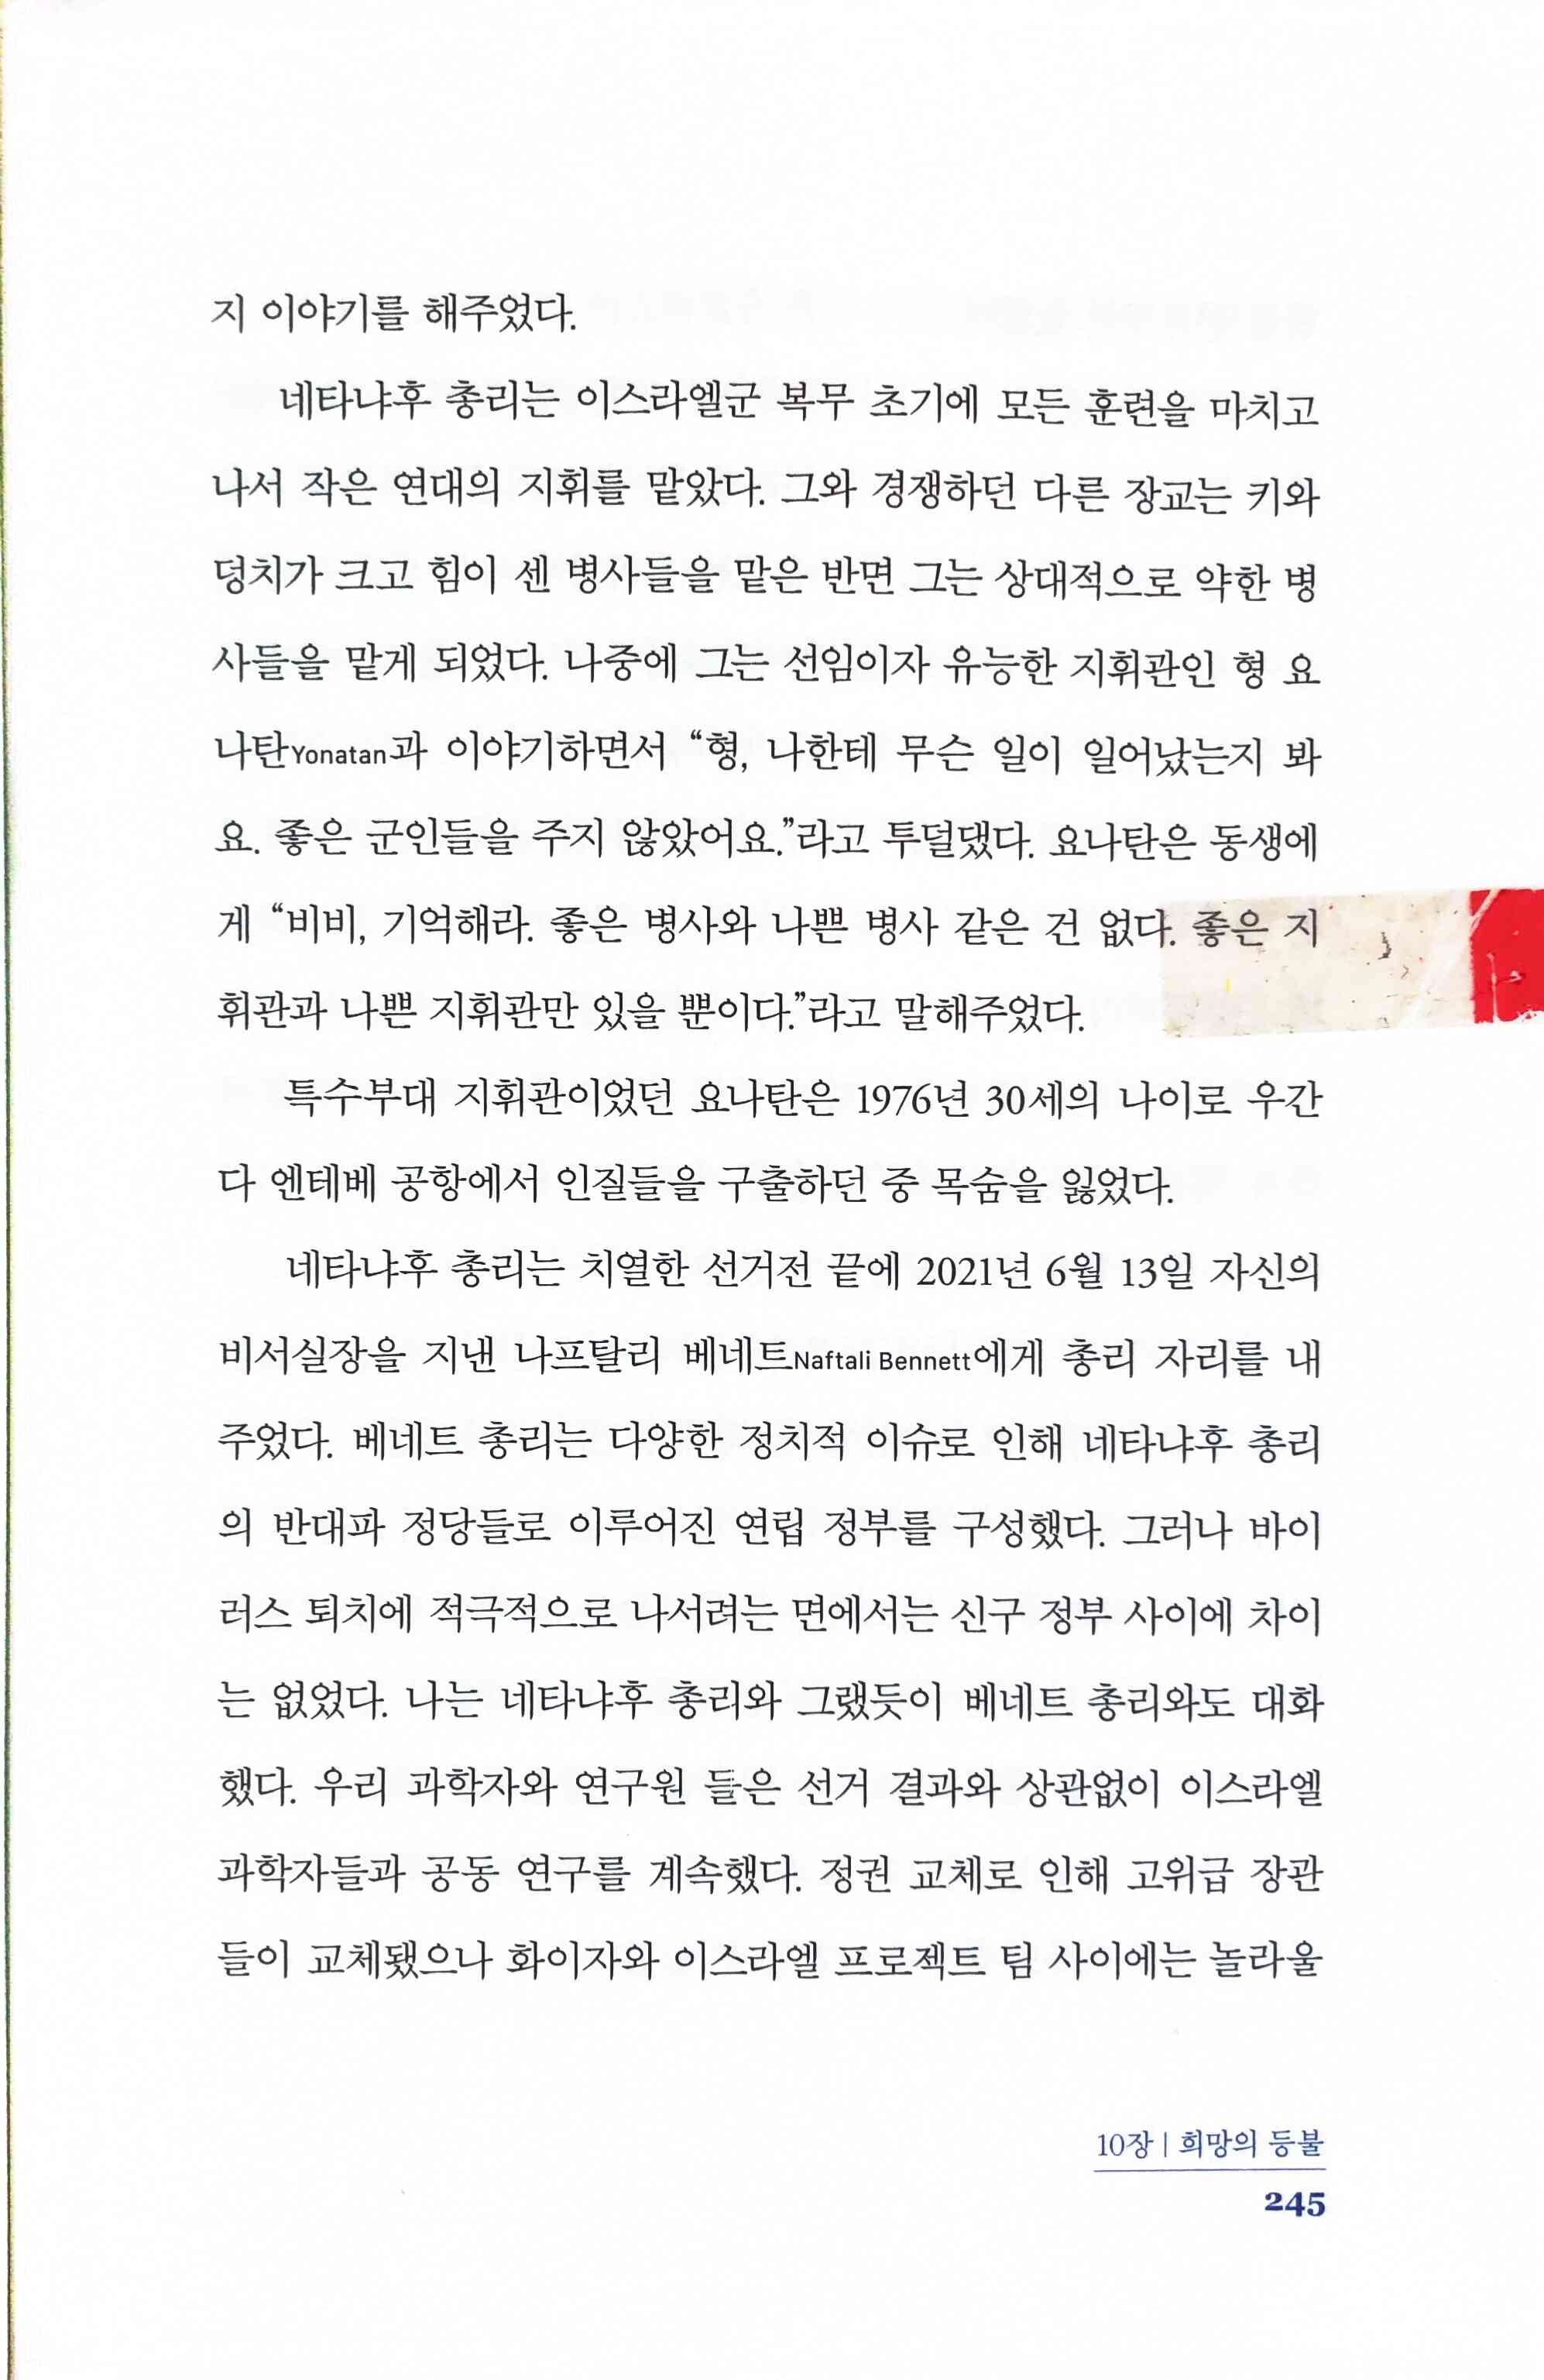 지 이야기를 해주었다.
네타냐후 총리는 이스라엘군 복무 초기에 모든 훈련을 마치고
나서 작은 연대의 지휘를 맡았다. 그와 경쟁하던 다른 장교는 키와
덩치가 크고 힘이 센 병사들을 맡은 반면 그는 상대적으로 약한 병
사들을 맡게 되었다. 나중에 그는 선임이자 유능한 지휘관인 형 요
나탄Yonatan과 이야기하면서 “형, 나한테 무슨 일이 일어났는지 봐
요. 좋은 군인들을 주지 않았어요.”라고 투덜댔다. 요나탄은 동생에
게 “비비, 기억해라. 좋은 병사와 나쁜 병사 같은 건 없다. 좋은 지
휘관과 나쁜 지휘관만 있을 뿐이다.”라고 말해주었다.
특수부대 지휘관이었던 요나탄은 1976년 30세의 나이로 우간
다 엔테베 공항에서 인질들을 구출하던 중 목숨을 잃었다.
네타냐후 총리는 치열한 선거전 끝에 2021년 6월 13일 자신의
비서실장을 지낸 나프탈리 베네트Naftali Bennett에게 총리 자리를 내
주었다. 베네트 총리는 다양한 정치적 이슈로 인해 네타냐후 총리
의 반대파 정당들로 이루어진 연립 정부를 구성했다. 그러나 바이
러스 퇴치에 적극적으로 나서려는 면에서는 신구 정부 사이에 차이
는 없었다. 나는 네타냐후 총리와 그랬듯이 베네트 총리와도 대화
했다. 우리 과학자와 연구원 들은 선거 결과와 상관없이 이스라엘
과학자들과 공동 연구를 계속했다. 정권 교체로 인해 고위급 장관
들이 교체됐으나 화이자와 이스라엘 프로젝트 팀 사이에는 놀라울
10장 | 희망의 등불
245